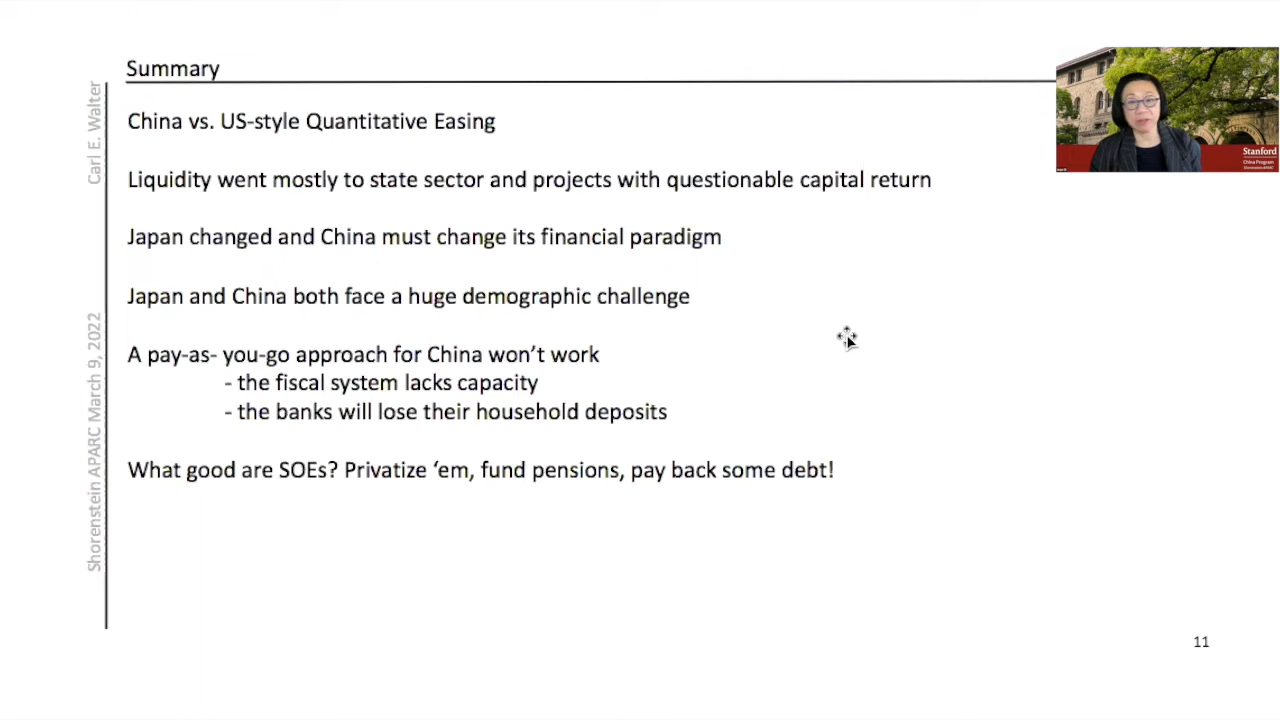 Summary
China vs. US-style Quantitative Easing
Liquidity went mostly to state sector and projects with questionable capital return
Japan changed and China must change its financial paradigm
Japan and China both face a huge demographic challenge
A pay-as- you-go approach for China won’t work
- the fiscal system lacks capacity
- the banks will lose their household deposits
What good are SOEs? Privatize ‘em, fund pensions, pay back some debt!
Shorenstein APARC March 9, 2022
Carl E. Walter
Stanford
China Program
11